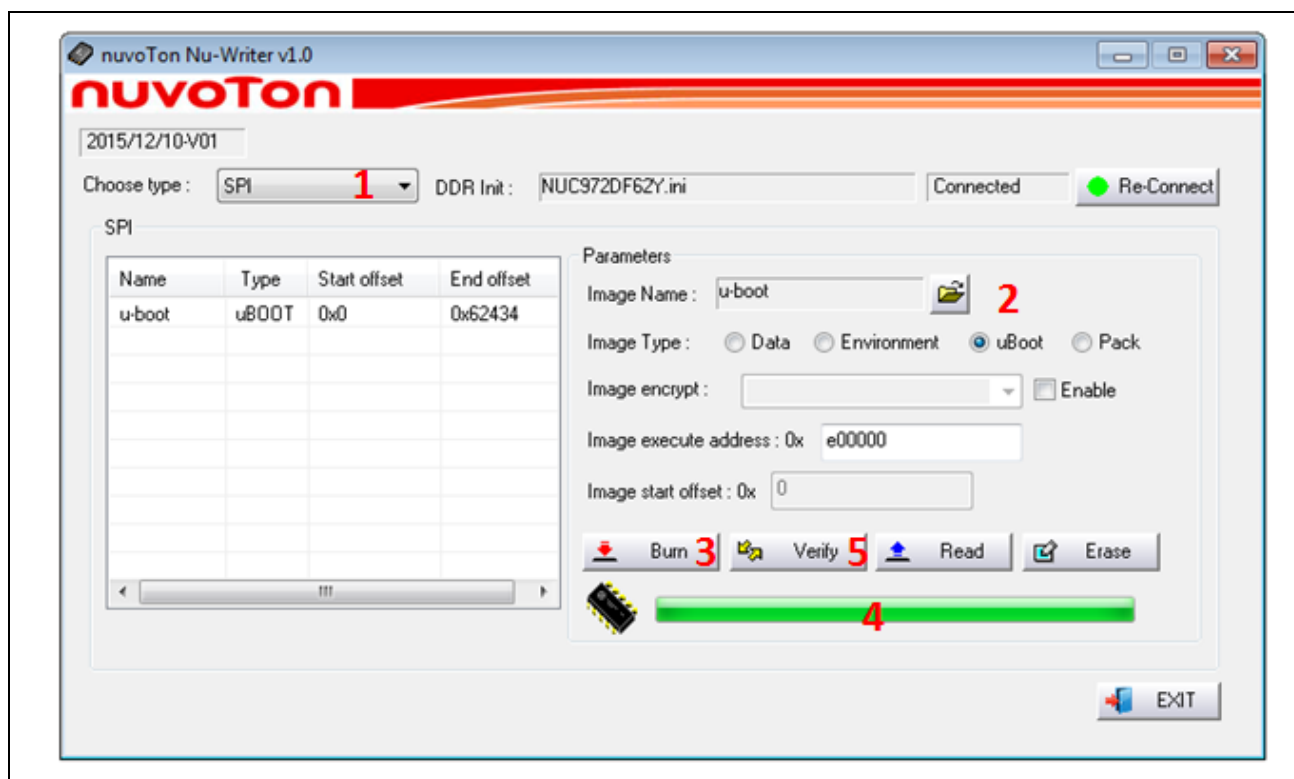 nuvoTon Nu-Writer v1.0
nuvoTon
2015/12/10-V01
Choose type : SPI 1 DDR Init : NUC972DF62Y.ini Connected Re-Connect
SPI
Name Type Start offset End offset
u-boot uBOOT 0x0 0x62434
Parameters
Image Name : u-boot 2
Image Type : Data Environment uBoot Pack
Image encrypt : Enable
Image execute address : 0x e00000
Image start offset : 0x 0
Burn 3 Verify 5 Read Erase
4
EXIT